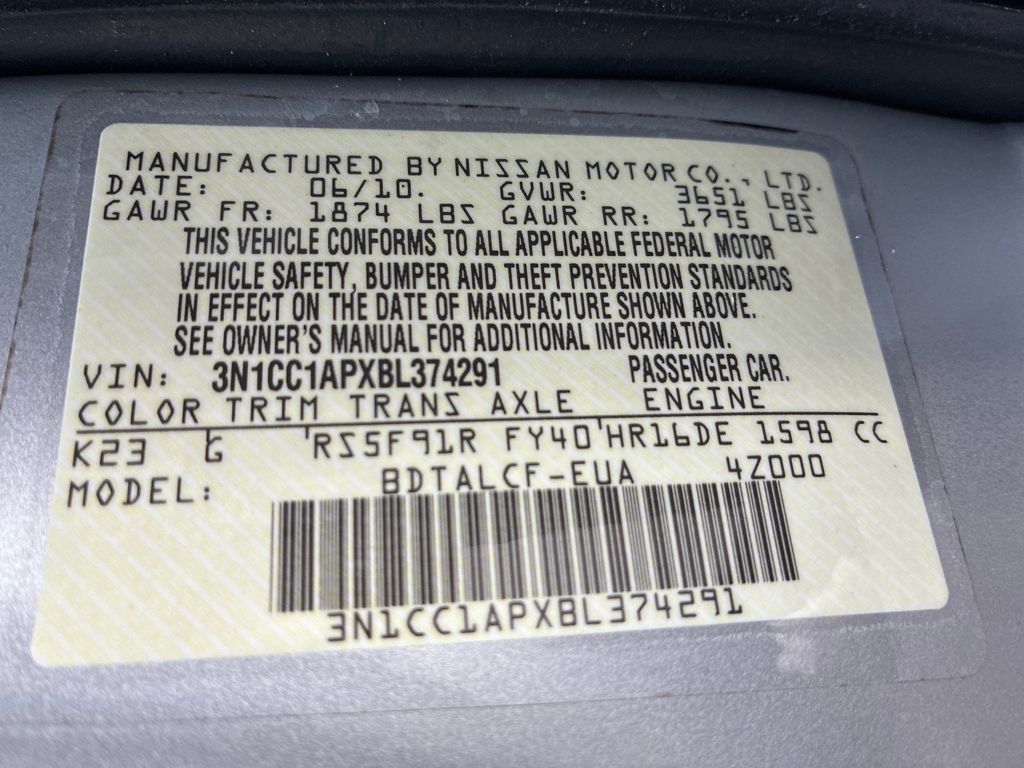 MANUFACTURED BY NISSAN MOTOR CO., LTD.
DATE: 06/10. GVWR: 3651 LBS
GAWR FR: 1874 LBS GAWR RR: 1795 LBS
THIS VEHICLE CONFORMS TO ALL APPLICABLE FEDERAL MOTOR
VEHICLE SAFETY, BUMPER AND THEFT PREVENTION STANDARDS
IN EFFECT ON THE DATE OF MANUFACTURE SHOWN ABOVE.
SEE OWNER'S MANUAL FOR ADDITIONAL INFORMATION.
VIN: 3N1CC1APXBL374291 PASSENGER CAR.
COLOR TRIM TRANS AXLE ENGINE
K23 G RS5F91R FY40 HR16DE 1598 CC
MODEL: BDTALCF-EUA 4Z000
3N1CC1APXBL374291